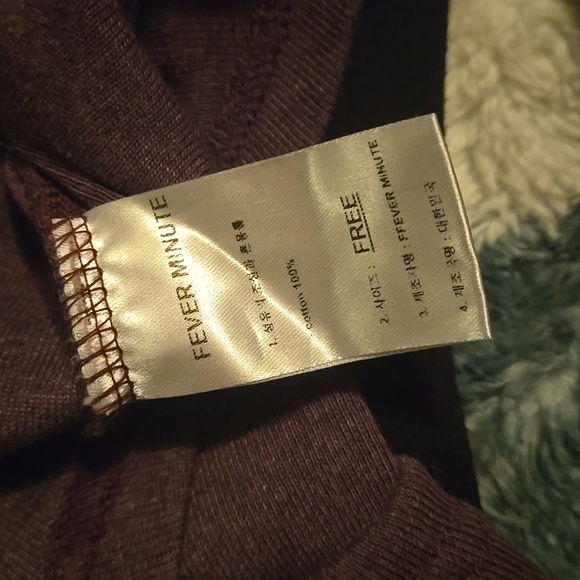 FEVER MINUTE
1. 섬유의 조성과 혼용률
cotton 100%
2. 사이즈 : FREE
3. 제조자명 : FFEVER MINUTE
4. 제조국명 : 대한민국